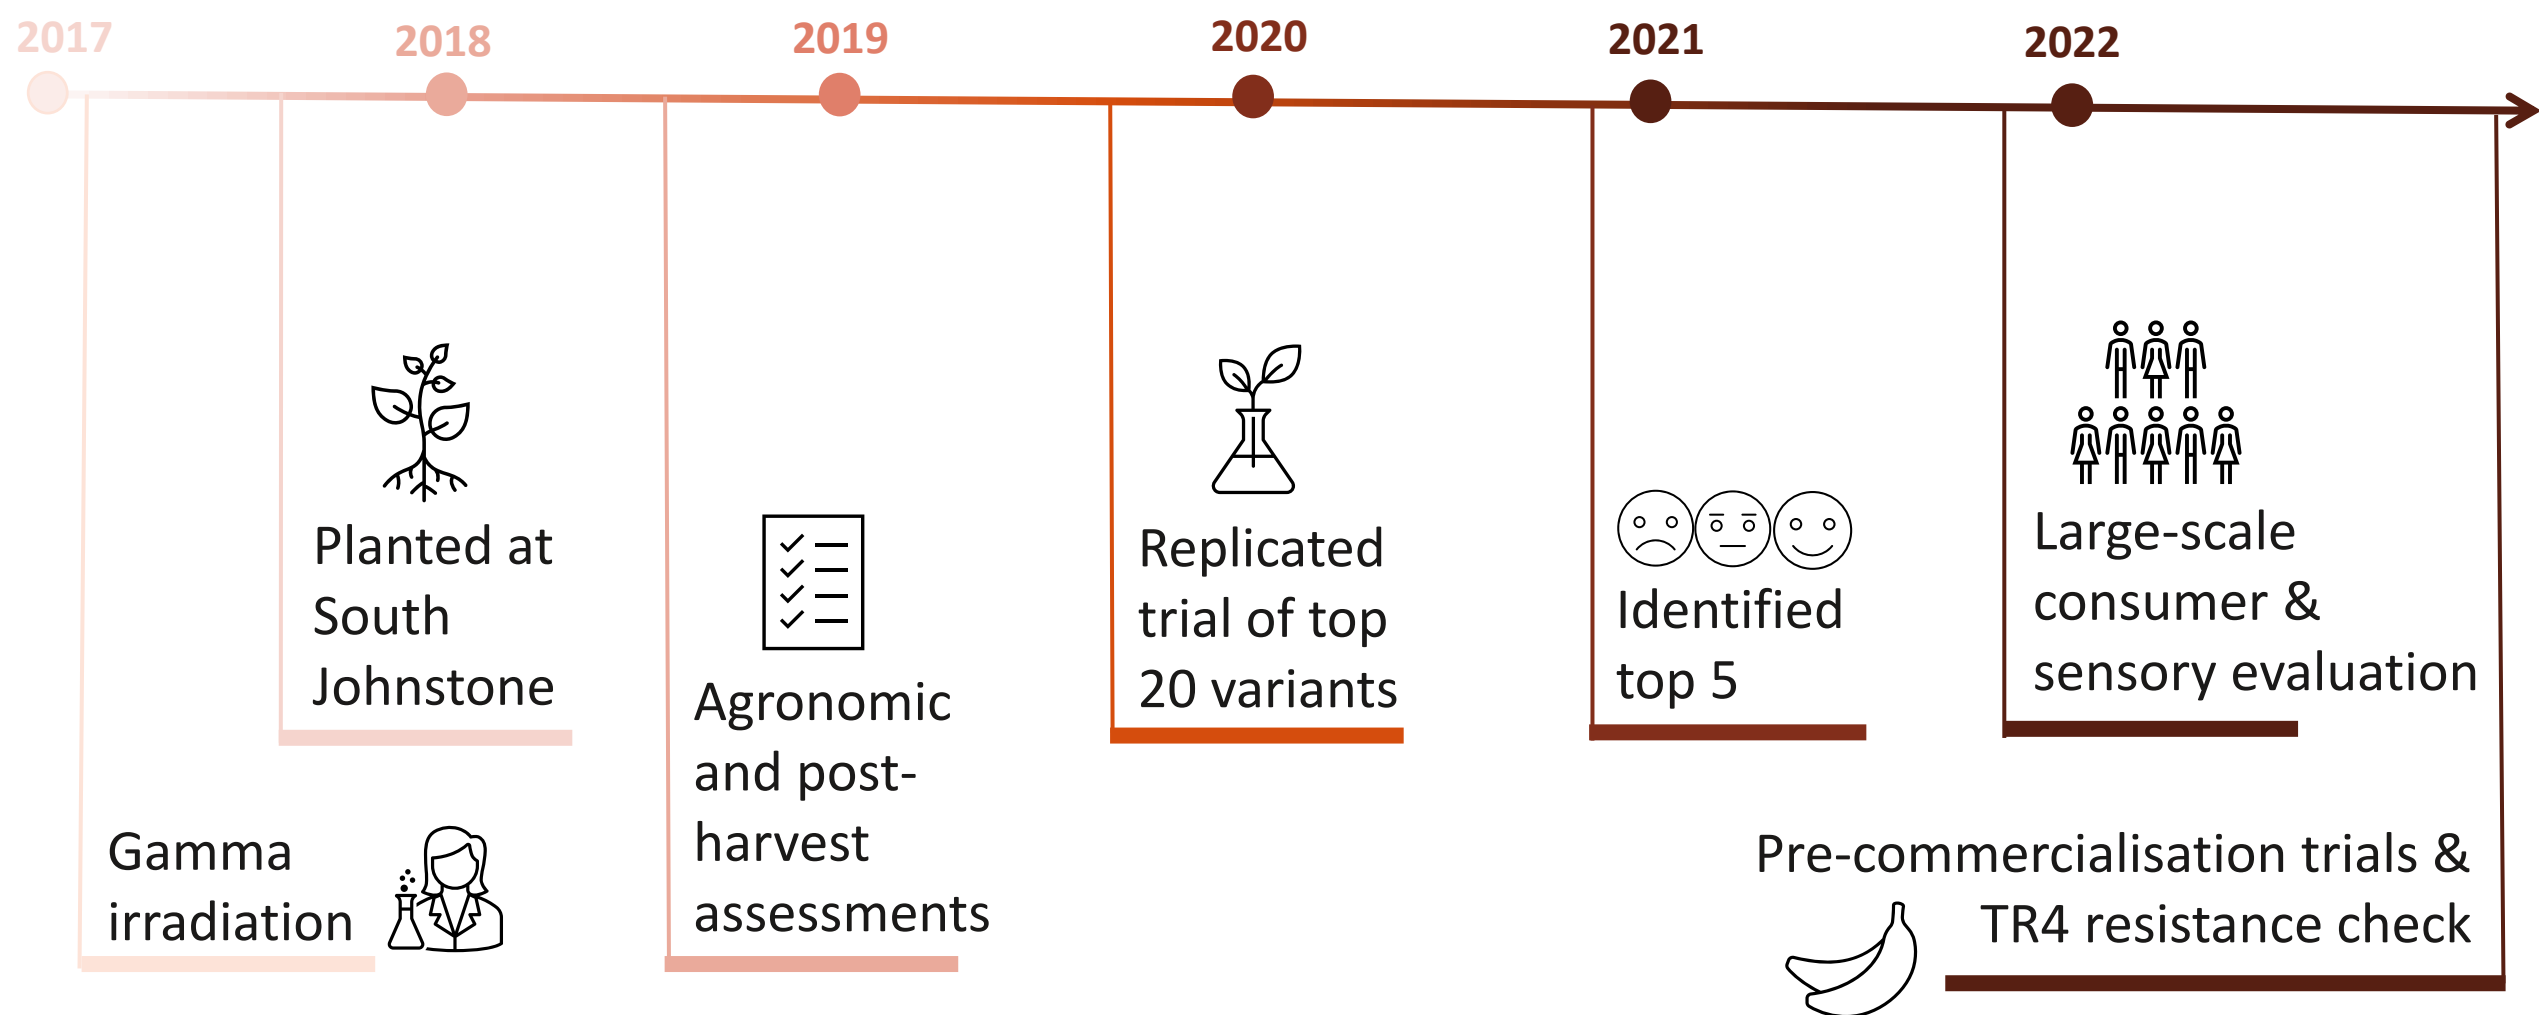 2017
2018
2019
2020
2021
2022
Planted at
South
Johnstone
Replicated
trial of top
20 variants
Identified
top 5
Large-scale
consumer &
sensory evaluation
Gamma
irradiation
Agronomic
and post-
harvest
assessments
Pre-commercialisation trials &
TR4 resistance check